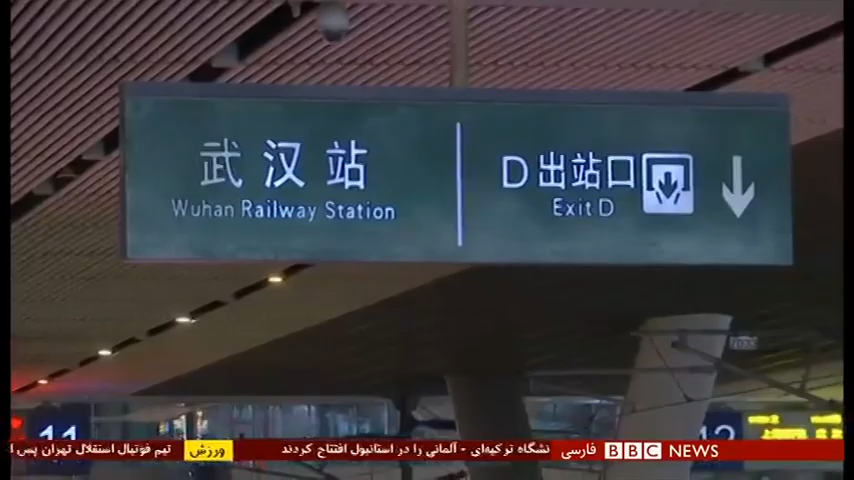 武汉站
Wuhan Railway Station
D出站口
Exit D
7033
11
12
تیم فوتبال استقلال تهران پس ا
ورزش
نشگاه ترکیه‌ای - آلمانی را در استانبول افتتاح کردند
فارسی
BBC NEWS